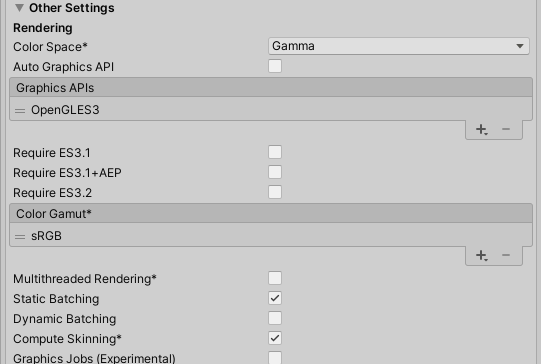 Other Settings
Rendering
Color Space* Gamma
Auto Graphics API
Graphics APIs
OpenGLES3
Require ES3.1
Require ES3.1+AEP
Require ES3.2
Color Gamut*
sRGB
Multithreaded Rendering*
Static Batching
Dynamic Batching
Compute Skinning*
Graphics Jobs (Experimental)